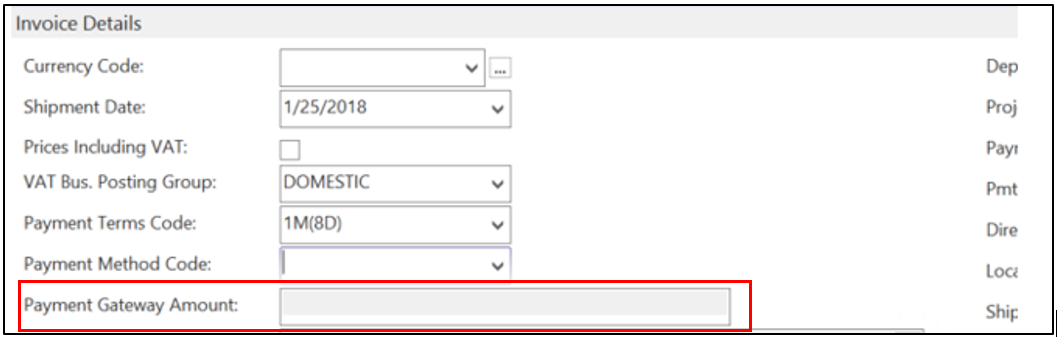 Invoice Details
Currency Code: ...
Dep
Shipment Date: 1/25/2018
Proj
Prices Including VAT:
Payr
VAT Bus. Posting Group: DOMESTIC
Pmt
Payment Terms Code: 1M(8D)
Dire
Payment Method Code:
Loca
Payment Gateway Amount:
Ship